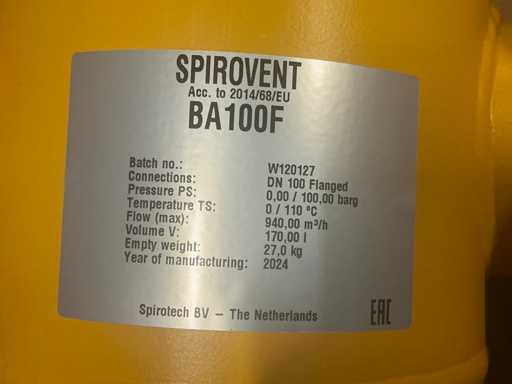 SPIROVENT
Acc. to 2014/68/EU
BA100F
Batch no.: W120127
Connections: DN 100 Flanged
Pressure PS: 0,00 / 100,00 barg
Temperature TS: 0 / 110 ºC
Flow (max): 940,00 m³/h
Volume V: 170,00 l
Empty weight: 27,0 kg
Year of manufacturing: 2024
Spirotech BV – The Netherlands
EAC